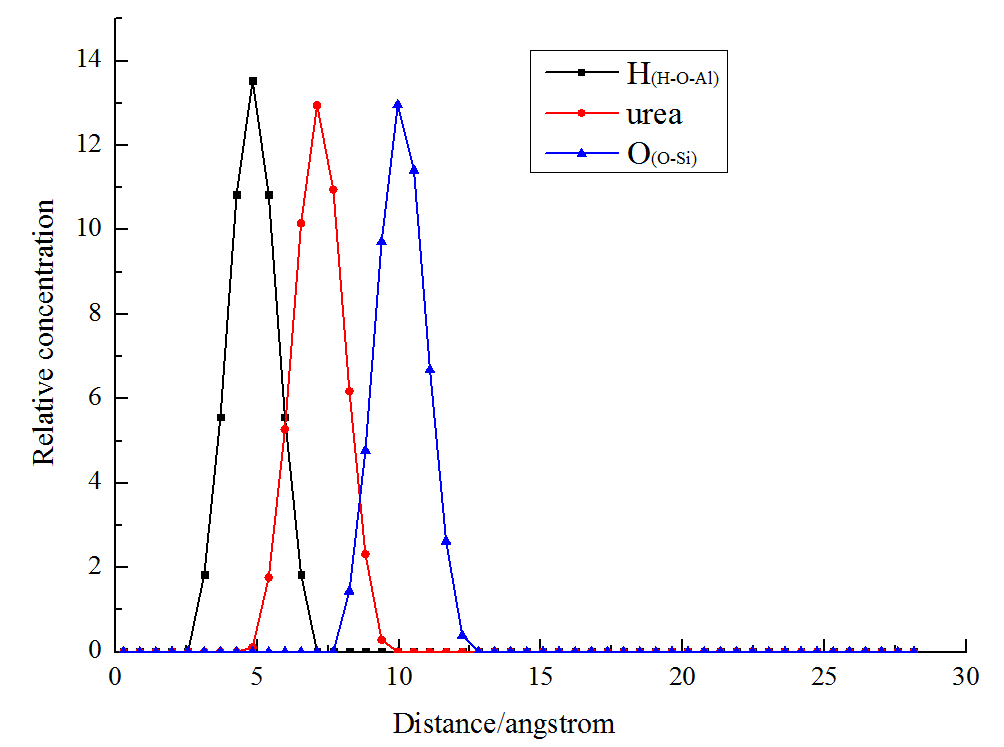 14
12
10
8
6
4
2
0
Relative concentration
H(H-O-Al)
urea
O(O-Si)
0 5 10 15 20 25 30
Distance/angstrom